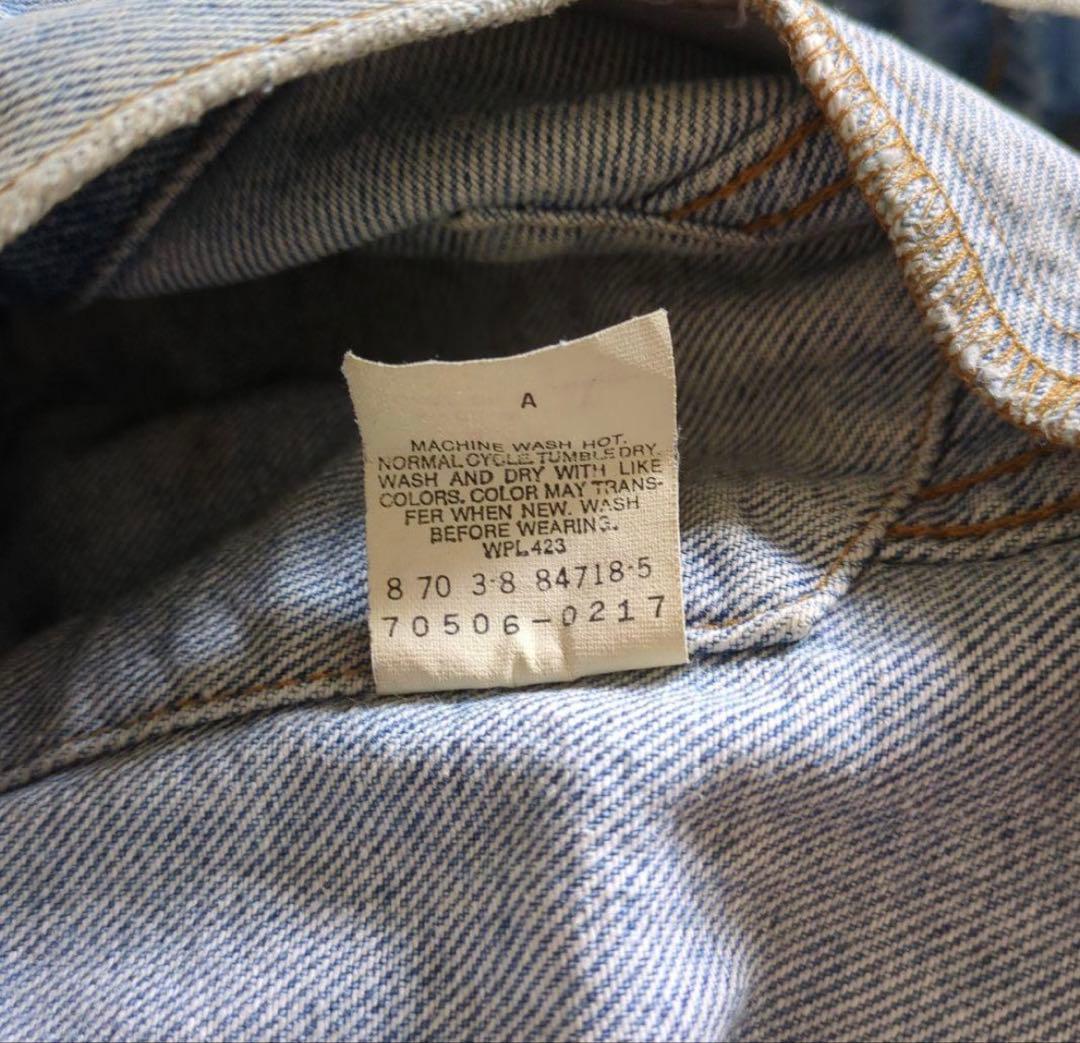 A
MACHINE WASH HOT.
NORMAL CYCLE. TUMBLE DRY.
WASH AND DRY WITH LIKE
COLORS. COLOR MAY TRANS-
FER WHEN NEW. WASH
BEFORE WEARING.
WPL 423
8 70 3-8 84718-5
70506-0217